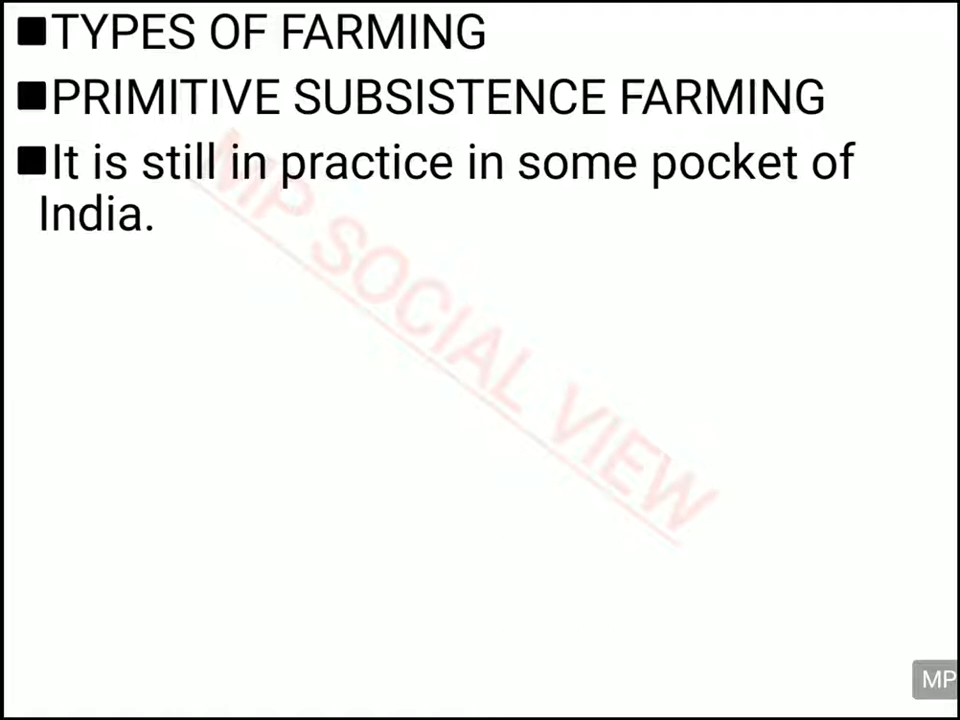 ■TYPES OF FARMING
■PRIMITIVE SUBSISTENCE FARMING
■It is still in practice in some pocket of
India.
MP SOCIAL VIEW
MP